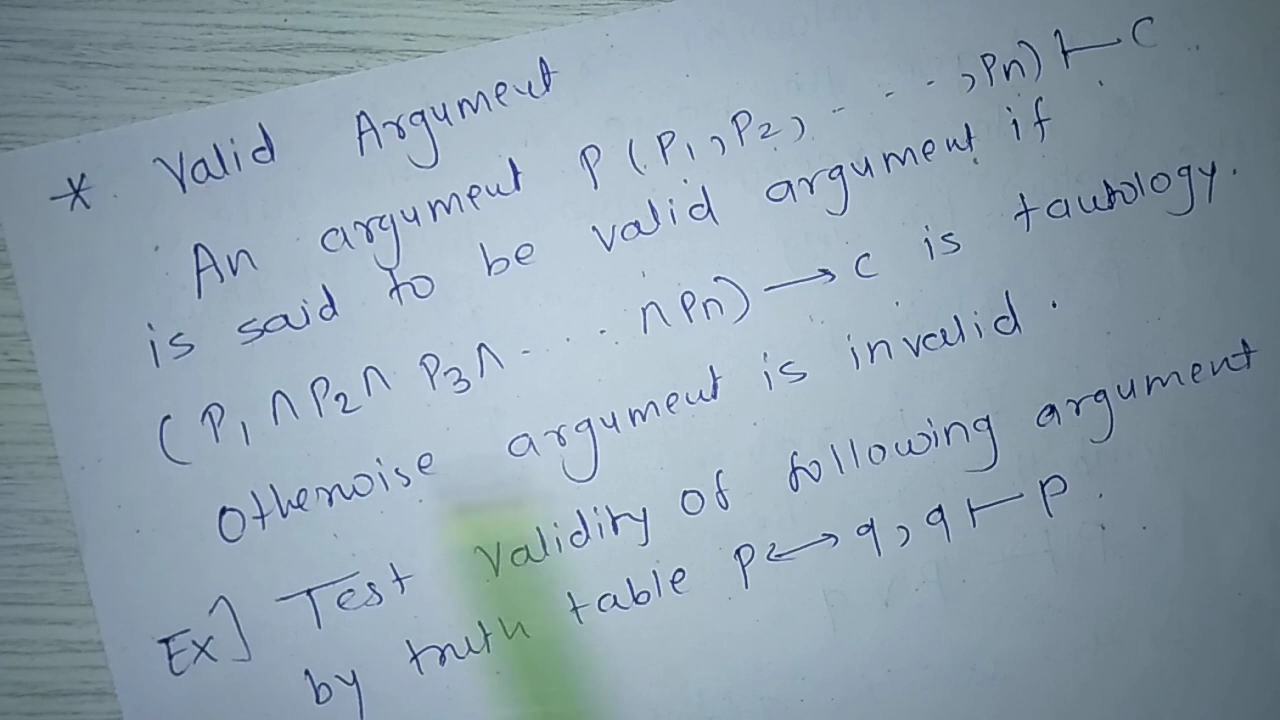 * Valid Argument
An argument P(P₁, P₂, - - - -, Pn) ⊢ C
is said to be valid argument if
(P₁ ∧ P₂ ∧ P₃ ∧ - . . . ∧ Pn) → C is tautology.
Otherwise argument is invalid.
Ex] Test validity of following argument
by truth table p ↔ q, q ⊢ p.